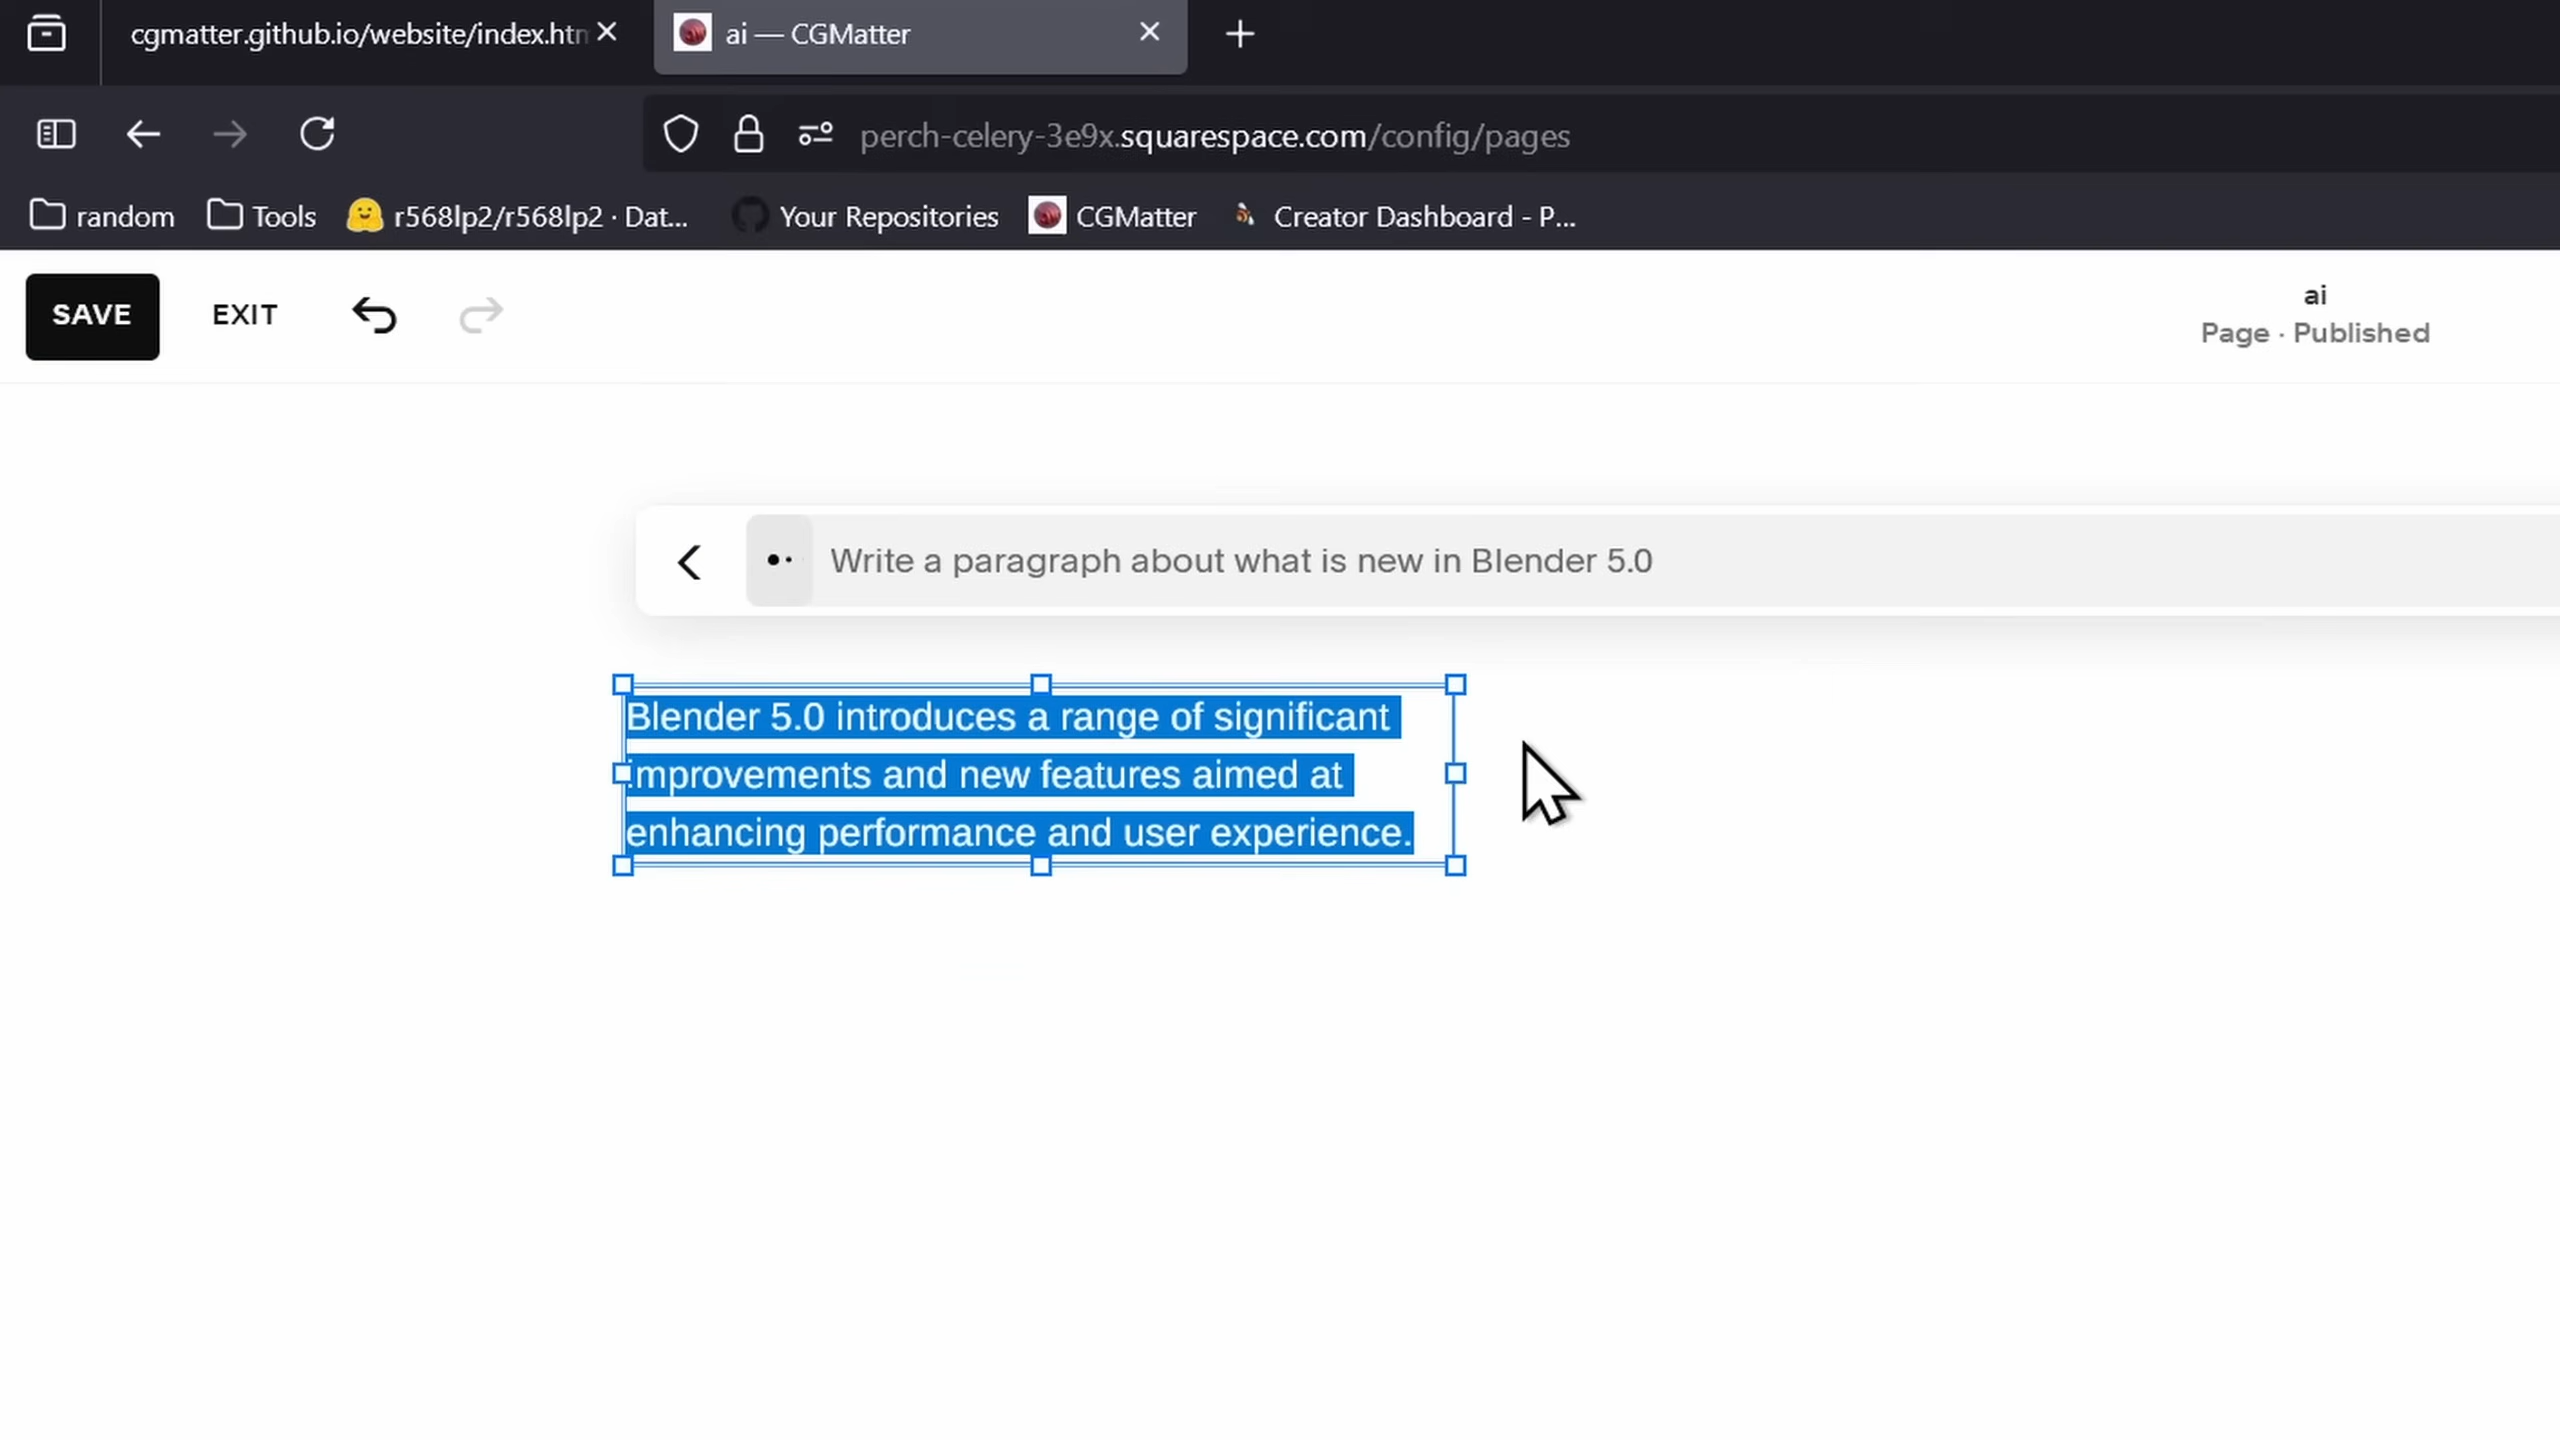 cgmatter.github.io/website/index.htm
ai — CGMatter
perch-celery-3e9x.squarespace.com/config/pages
random
Tools
r568lp2/r568lp2 · Dat...
Your Repositories
CGMatter
Creator Dashboard - P...
SAVE
EXIT
ai
Page · Published
Write a paragraph about what is new in Blender 5.0
Blender 5.0 introduces a range of significant
improvements and new features aimed at
enhancing performance and user experience.